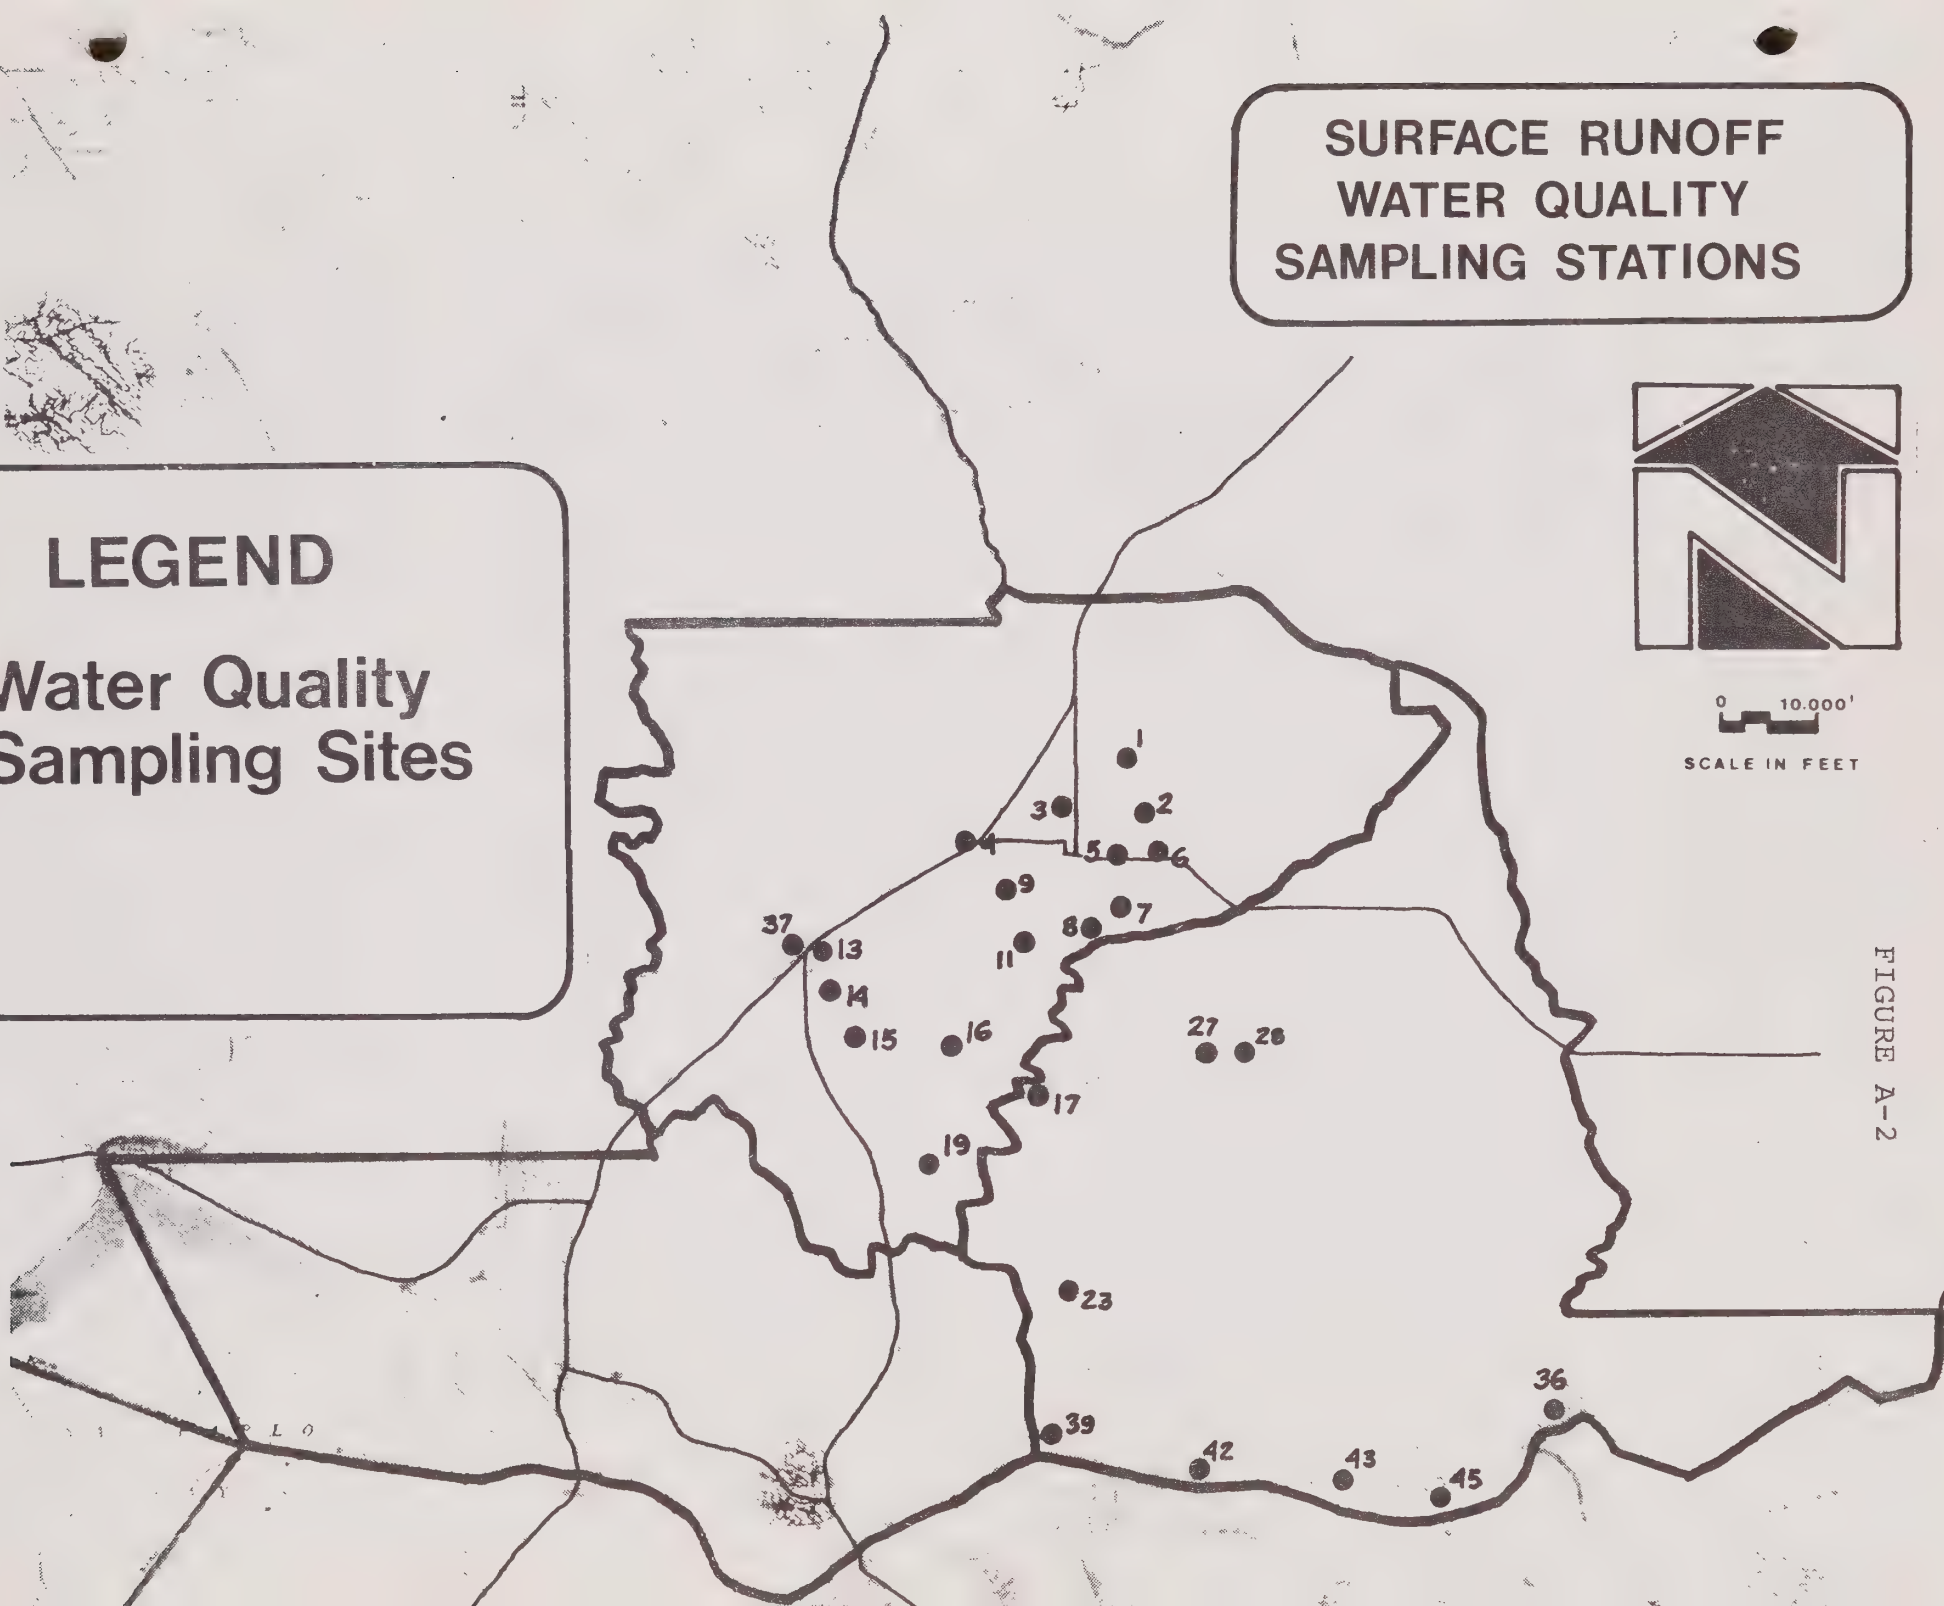 SURFACE RUNOFF
WATER QUALITY
SAMPLING STATIONS
LEGEND
Water Quality
Sampling Sites
N
0 10.000'
SCALE IN FEET
1
2
3
4
5
6
9
7
8
37
13
11
14
15
16
27
28
17
19
23
36
39
42
43
45
FIGURE A-2